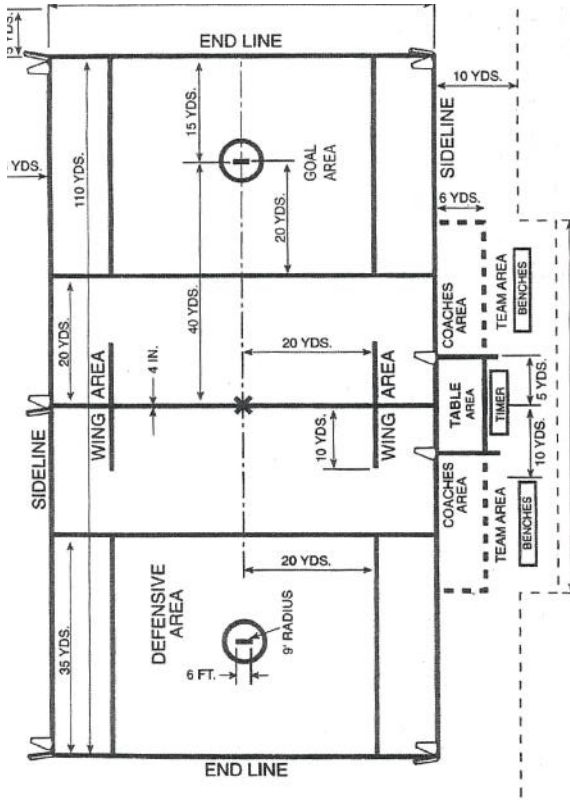 END LINE
5 YDS.
10 YDS.
15 YDS.
SIDELINE
GOAL
AREA
YDS.
110 YDS.
6 YDS.
20 YDS.
40 YDS.
20 YDS.
COACHES
AREA
TEAM AREA
BENCHES
20 YDS.
4 IN.
WING AREA
WING AREA
TABLE
AREA
TIMER
5 YDS.
10 YDS.
10 YDS.
SIDELINE
COACHES
AREA
TEAM AREA
BENCHES
20 YDS.
DEFENSIVE
AREA
35 YDS.
9' RADIUS
6 FT.
END LINE